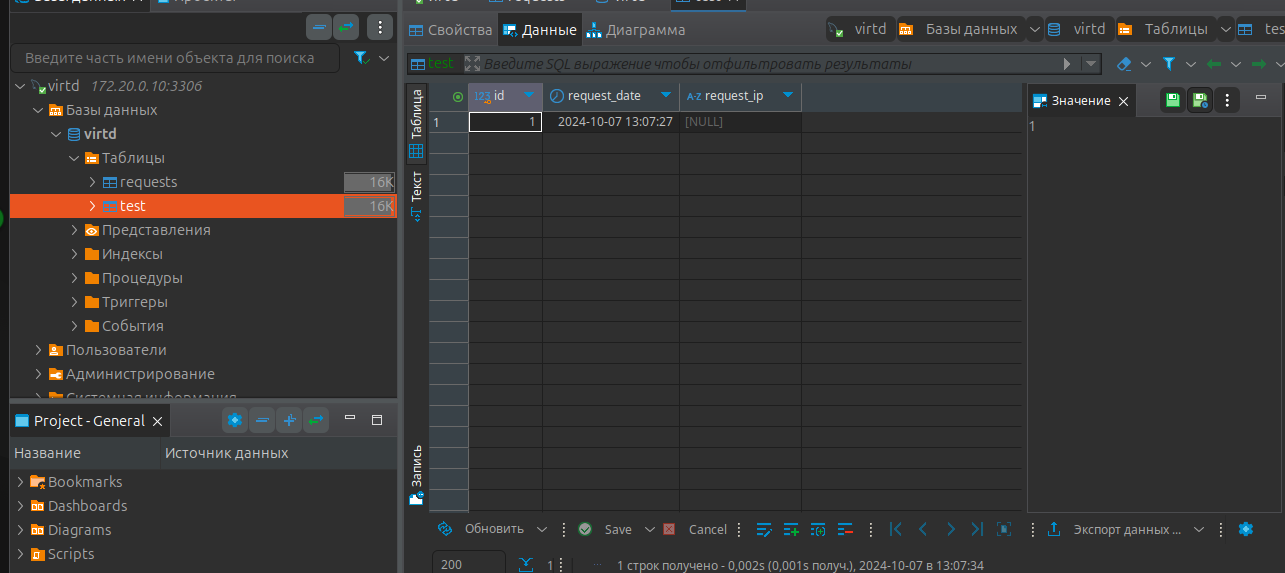 Введите часть имени объекта для поиска
virtd 172.20.0.10:3306
Базы данных
virtd
Таблицы
requests 16K
test 16K
Представления
Индексы
Процедуры
Триггеры
События
Пользователи
Администрирование
Системная информация
Project - General
Название Источник данных
Bookmarks
Dashboards
Diagrams
Scripts
Свойства Данные Диаграмма
virtd Базы данных virtd Таблицы
test Введите SQL выражение чтобы отфильтровать результаты
Таблица
Текст
Запись
123 id request_date A-Z request_ip
1 1 2024-10-07 13:07:27 [NULL]
Значение
1
Обновить Save Cancel Экспорт данных ...
200 1 1 строк получено - 0,002s (0,001s получ.), 2024-10-07 в 13:07:34